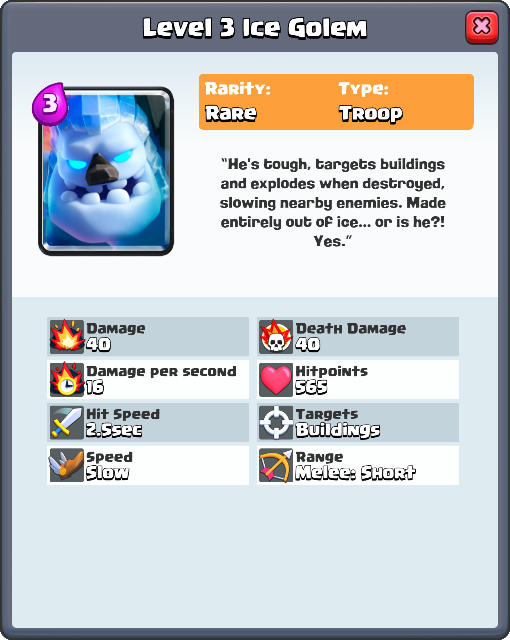 Level 3 Ice Golem
3
Rarity:
Type:
Rare
Troop
“He's tough, targets buildings
and explodes when destroyed,
slowing nearby enemies. Made
entirely out of ice... or is he?!
Yes.”
Damage
40
Death Damage
40
Damage per second
16
Hitpoints
565
Hit Speed
2.5sec
Targets
Buildings
Speed
Slow
Range
Melee: Short